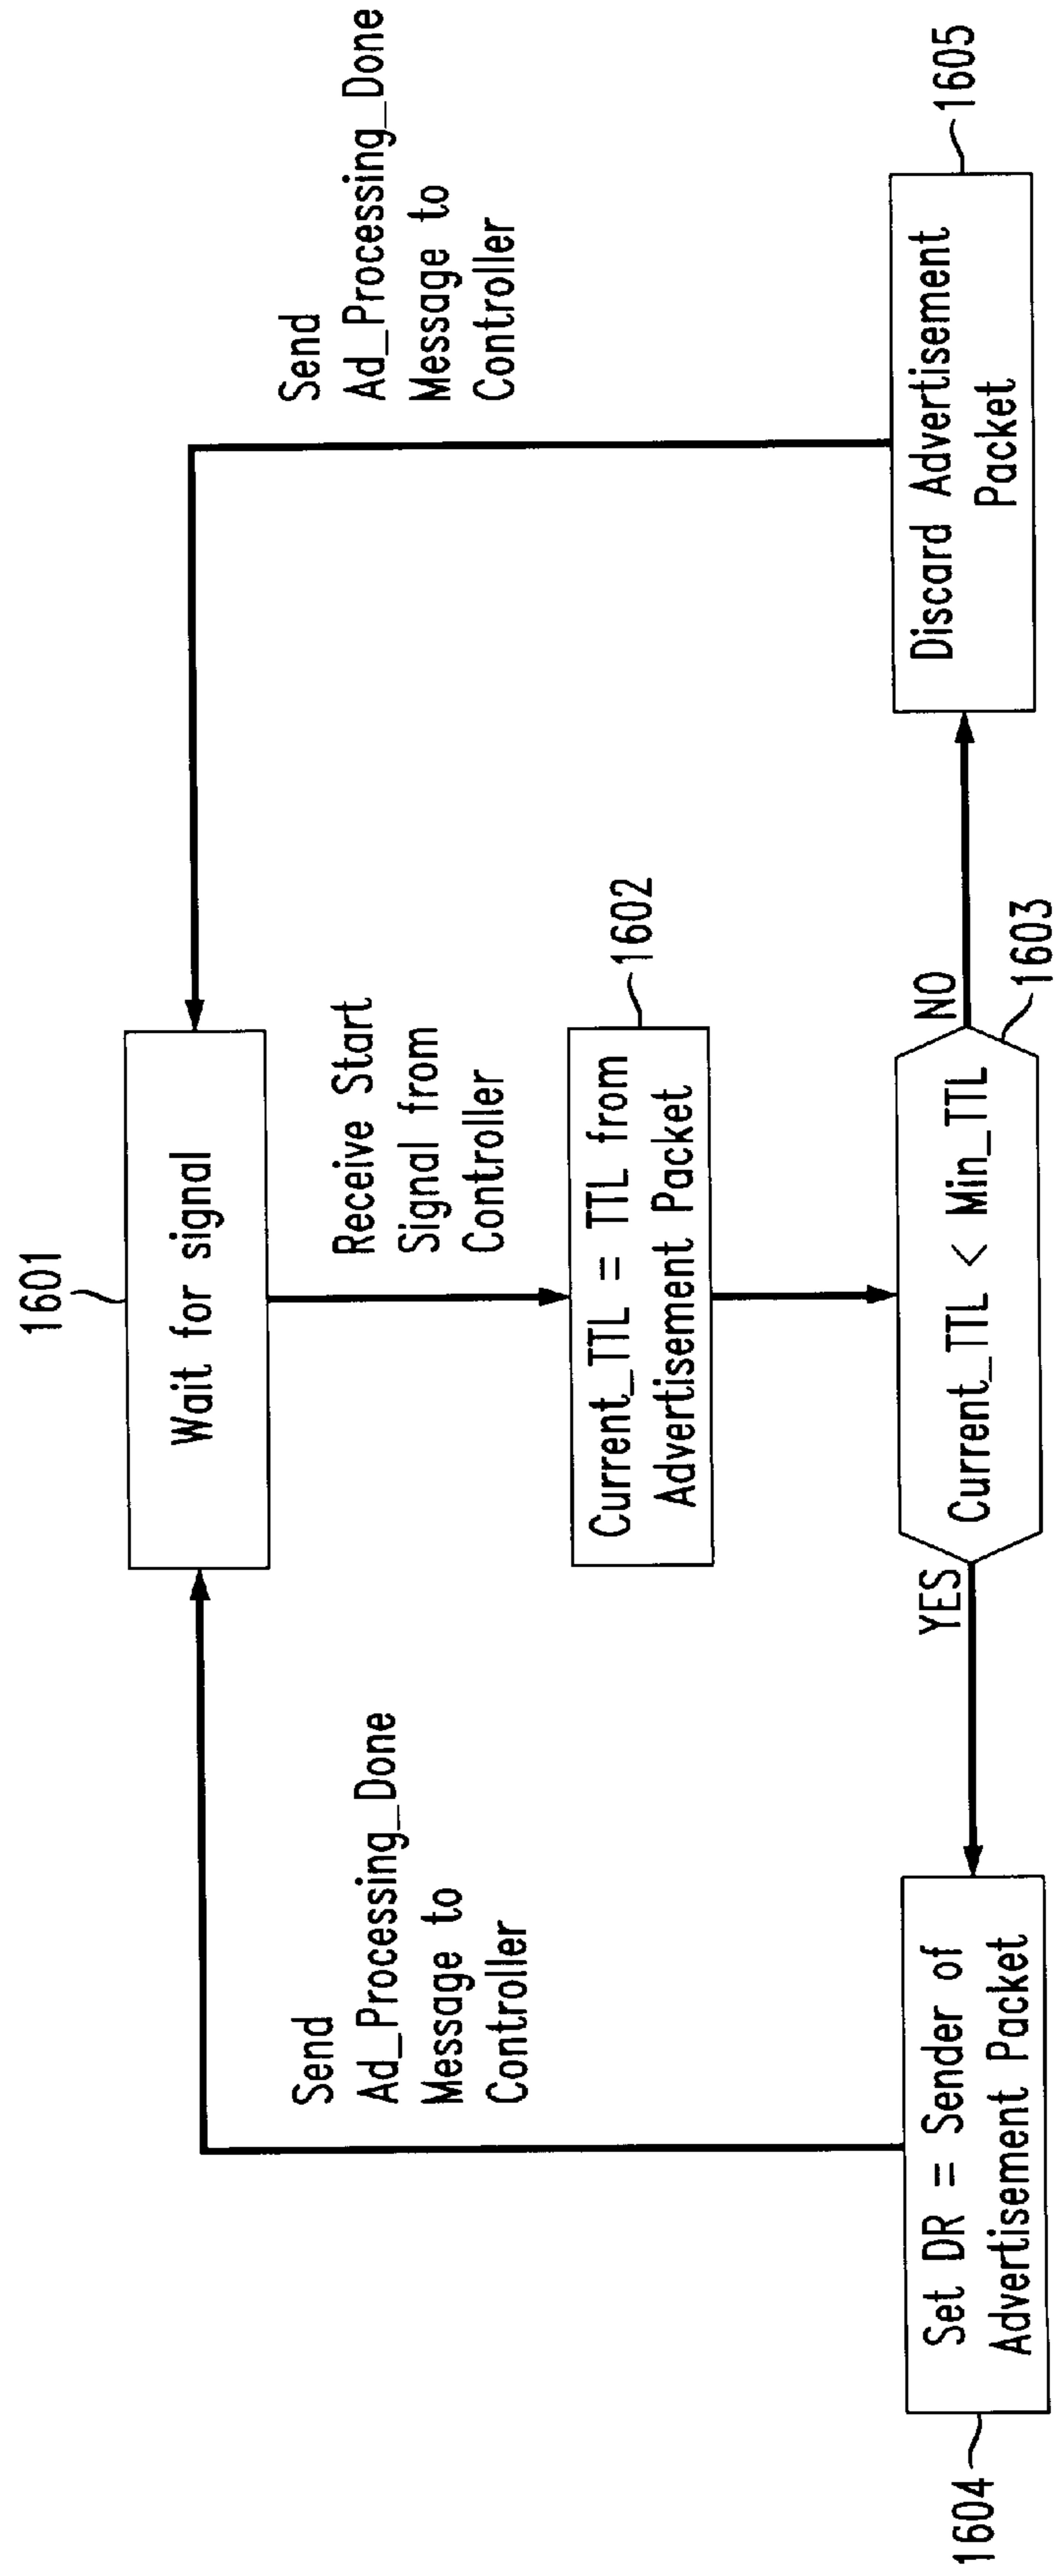 1601
Wait for signal
Send
Ad_Processing_Done
Message to
Controller
Receive Start
Signal from
Controller
Send
Ad_Processing_Done
Message to
Controller
Current_TTL = TTL from
Advertisement Packet
1602
YES
Current_TTL < Min_TTL
NO
1603
1604
Set DR = Sender of
Advertisement Packet
Discard Advertisement
Packet
1605